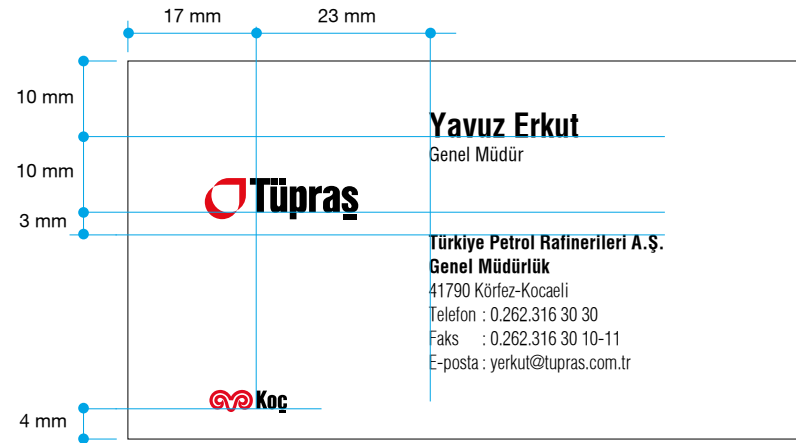 17 mm 23 mm
10 mm
Yavuz Erkut
Genel Müdür
10 mm
Tüpraş
3 mm
Türkiye Petrol Rafinerileri A.Ş.
Genel Müdürlük
41790 Körfez-Kocaeli
Telefon : 0.262.316 30 30
Faks : 0.262.316 30 10-11
E-posta : yerkut@tupras.com.tr
Koç
4 mm